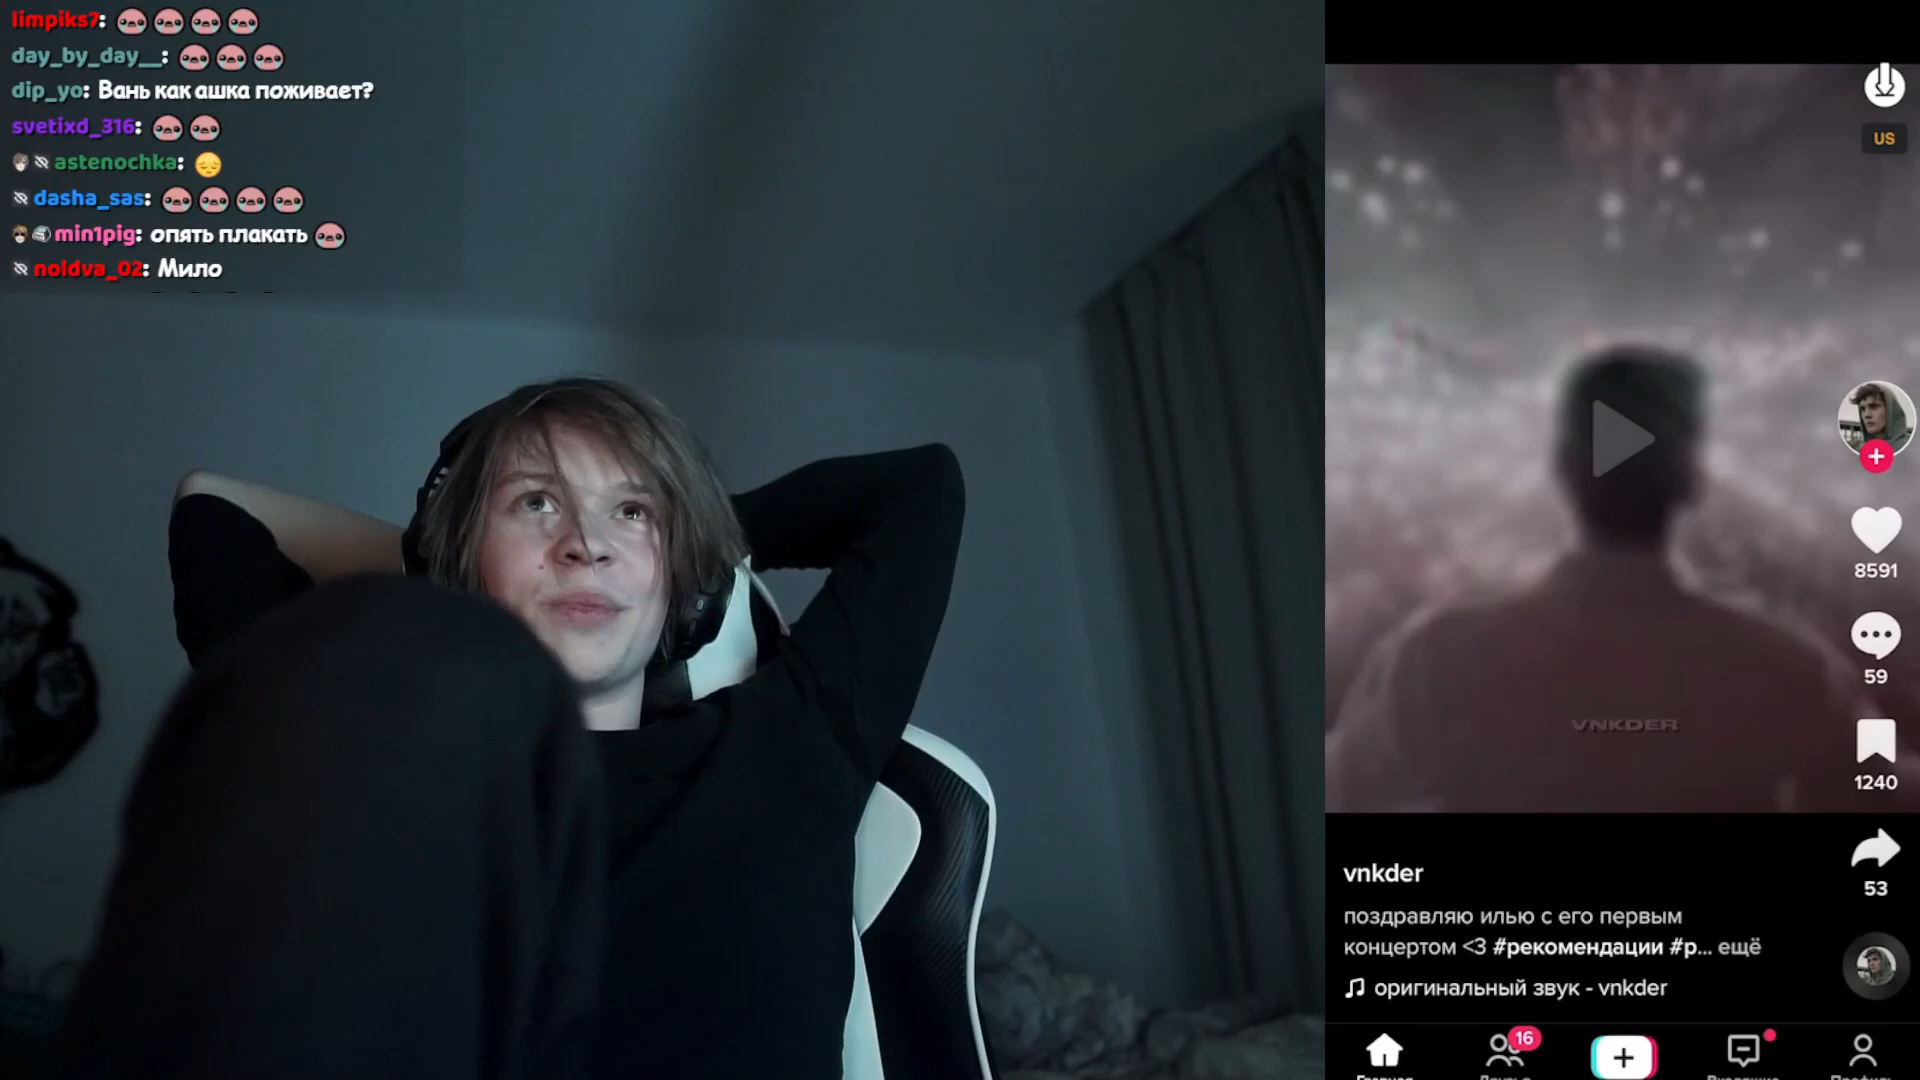 limpiks7:
day_by_day__:
dip_yo: Вань как ашка поживает?
svetixd_316:
astenochka:
dasha_sas:
min1pig: опять плакать
noldva_02: Мило
US
8591
59
VNKDER
1240
53
vnkder
поздравляю илью с его первым
концертом <3 #рекомендации #р... ещё
оригинальный звук - vnkder
16